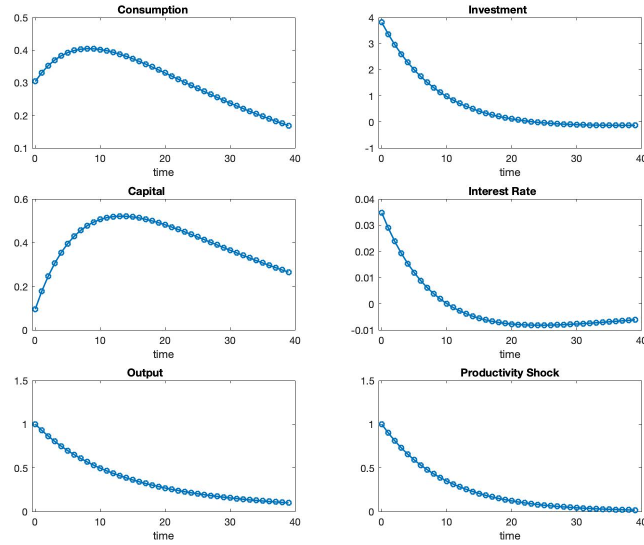 Consumption
0.5
0.4
0.3
0.2
0.1
0 10 20 30 40
time
Investment
4
3
2
1
0
-1
0 10 20 30 40
time
Capital
0.6
0.4
0.2
0
0 10 20 30 40
time
Interest Rate
0.04
0.03
0.02
0.01
0
-0.01
0 10 20 30 40
time
Output
1.5
1
0.5
0
0 10 20 30 40
time
Productivity Shock
1.5
1
0.5
0
0 10 20 30 40
time